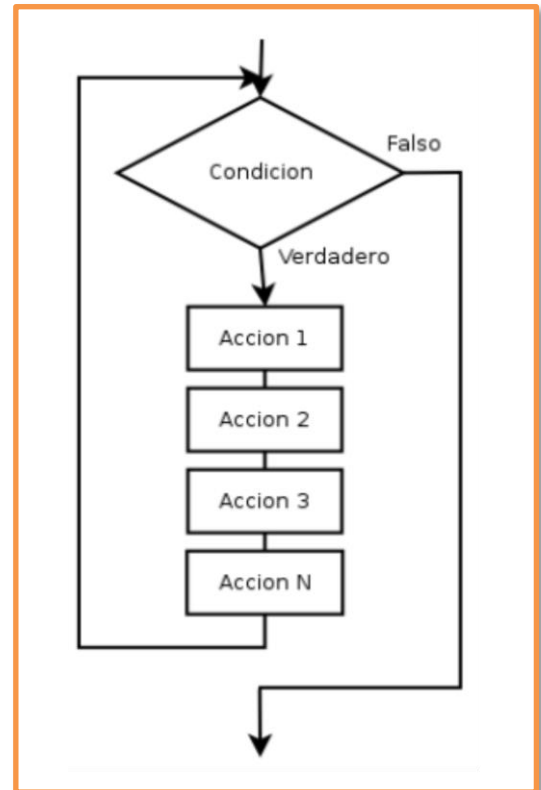 Falso
Condicion
Verdadero
Accion 1
Accion 2
Accion 3
Accion N